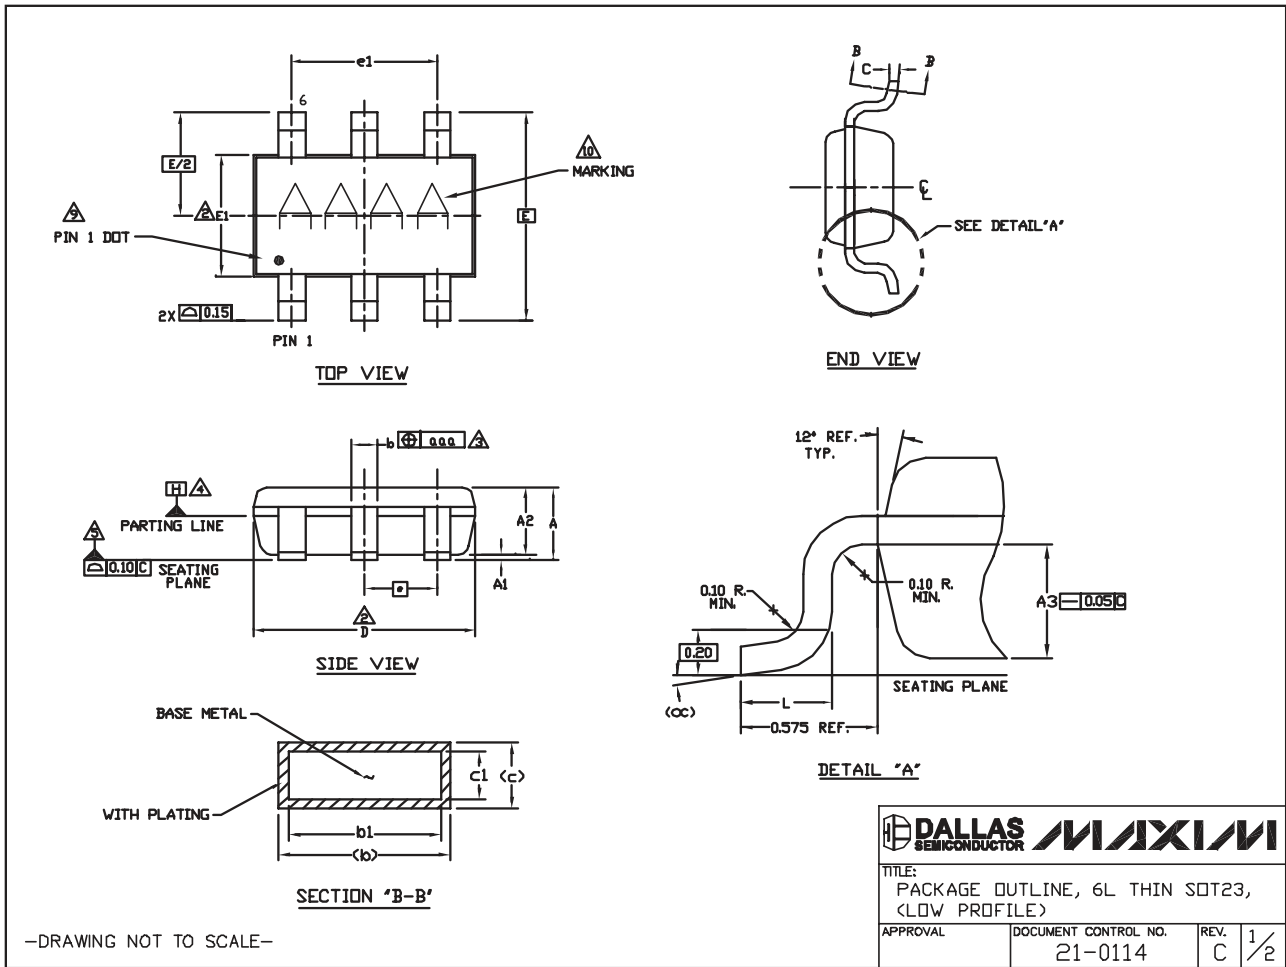 e1
6
E/2
10
MARKING
9
2 E1
E
PIN 1 DOT
2X 0.15
PIN 1
TOP VIEW
B
C
B
CL
SEE DETAIL "A"
END VIEW
b
3
H 4
PARTING LINE
5
0.10 C
SEATING
PLANE
A2
A
A1
e
2
D
SIDE VIEW
12° REF.
TYP.
0.10 R.
MIN.
0.10 R.
MIN.
A3 0.05 C
0.20
SEATING PLANE
L
0.575 REF.
DETAIL "A"
BASE METAL
c1 (c)
WITH PLATING
b1
(b)
SECTION "B-B"
-DRAWING NOT TO SCALE-
DALLAS
SEMICONDUCTOR
MAXIM
TITLE:
PACKAGE OUTLINE, 6L THIN SOT23,
(LOW PROFILE)
APPROVAL
DOCUMENT CONTROL NO.
21-0114
REV.
C
1/2